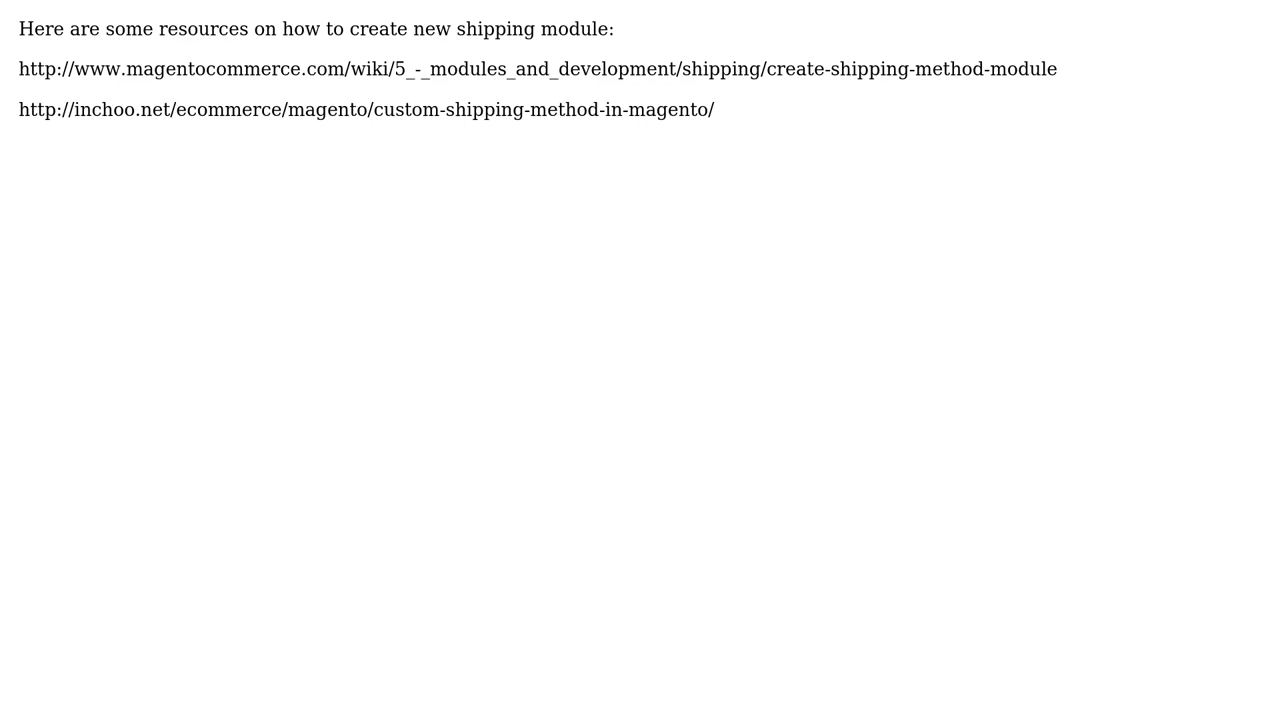 Here are some resources on how to create new shipping module:
http://www.magentocommerce.com/wiki/5_-_modules_and_development/shipping/create-shipping-method-module
http://inchoo.net/ecommerce/magento/custom-shipping-method-in-magento/